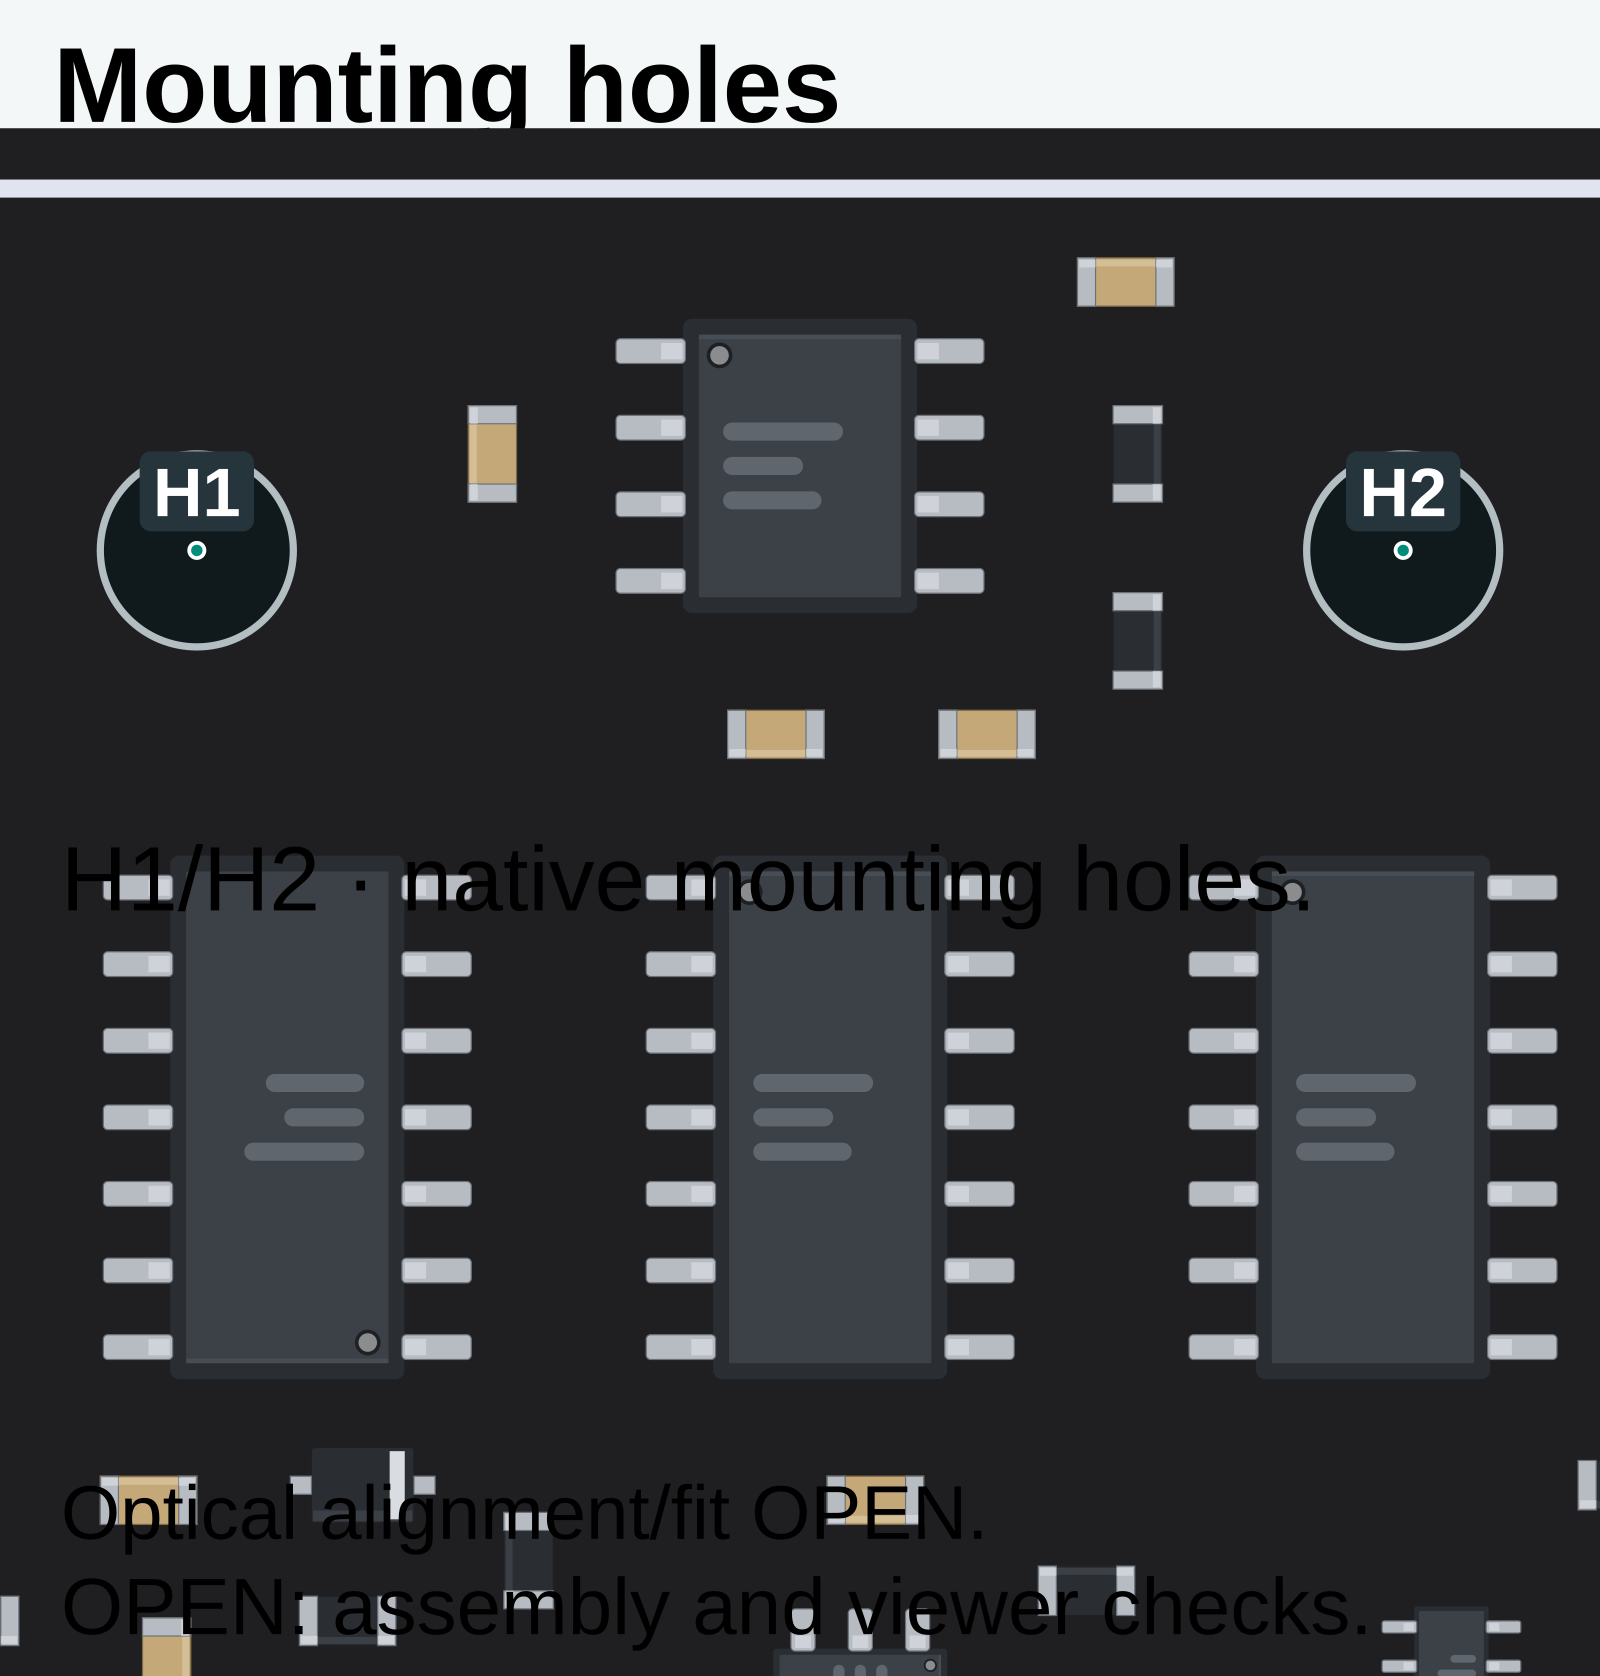 Mounting holes
H1
H2
H1/H2 · native mounting holes.
Optical alignment/fit OPEN.
OPEN: assembly and viewer checks.